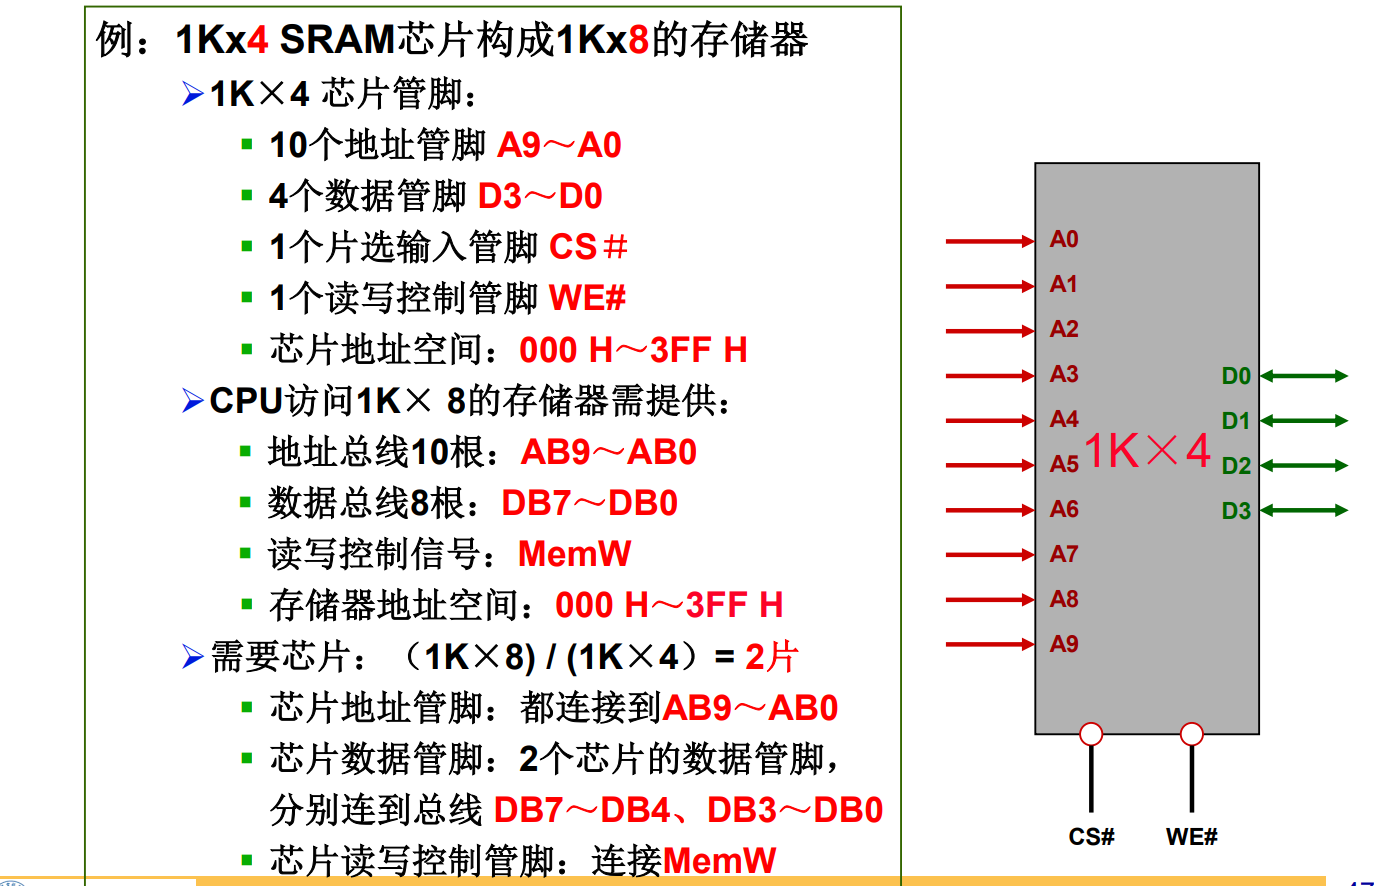 例：1Kx4 SRAM芯片构成1Kx8的存储器
1K×4 芯片管脚：
10个地址管脚 A9～A0
4个数据管脚 D3～D0
1个片选输入管脚 CS＃
1个读写控制管脚 WE#
芯片地址空间：000 H～3FF H
CPU访问1K× 8的存储器需提供：
地址总线10根：AB9～AB0
数据总线8根：DB7～DB0
读写控制信号：MemW
存储器地址空间：000 H～3FF H
需要芯片：（1K×8) / (1K×4）= 2片
芯片地址管脚：都连接到AB9～AB0
芯片数据管脚：2个芯片的数据管脚，
分别连到总线 DB7～DB4、DB3～DB0
芯片读写控制管脚：连接MemW
A0
A1
A2
A3
A4
A5
A6
A7
A8
A9
1K×4
D0
D1
D2
D3
CS#
WE#